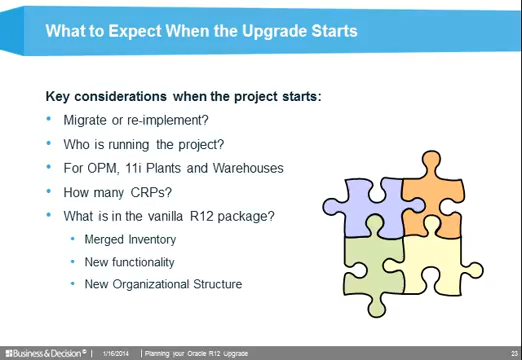 What to Expect When the Upgrade Starts
Key considerations when the project starts:
• Migrate or re-implement?
• Who is running the project?
• For OPM, 11i Plants and Warehouses
• How many CRPs?
• What is in the vanilla R12 package?
• Merged Inventory
• New functionality
• New Organizational Structure
Business & Decision © | 1/16/2014 | Planning your Oracle R12 Upgrade 23